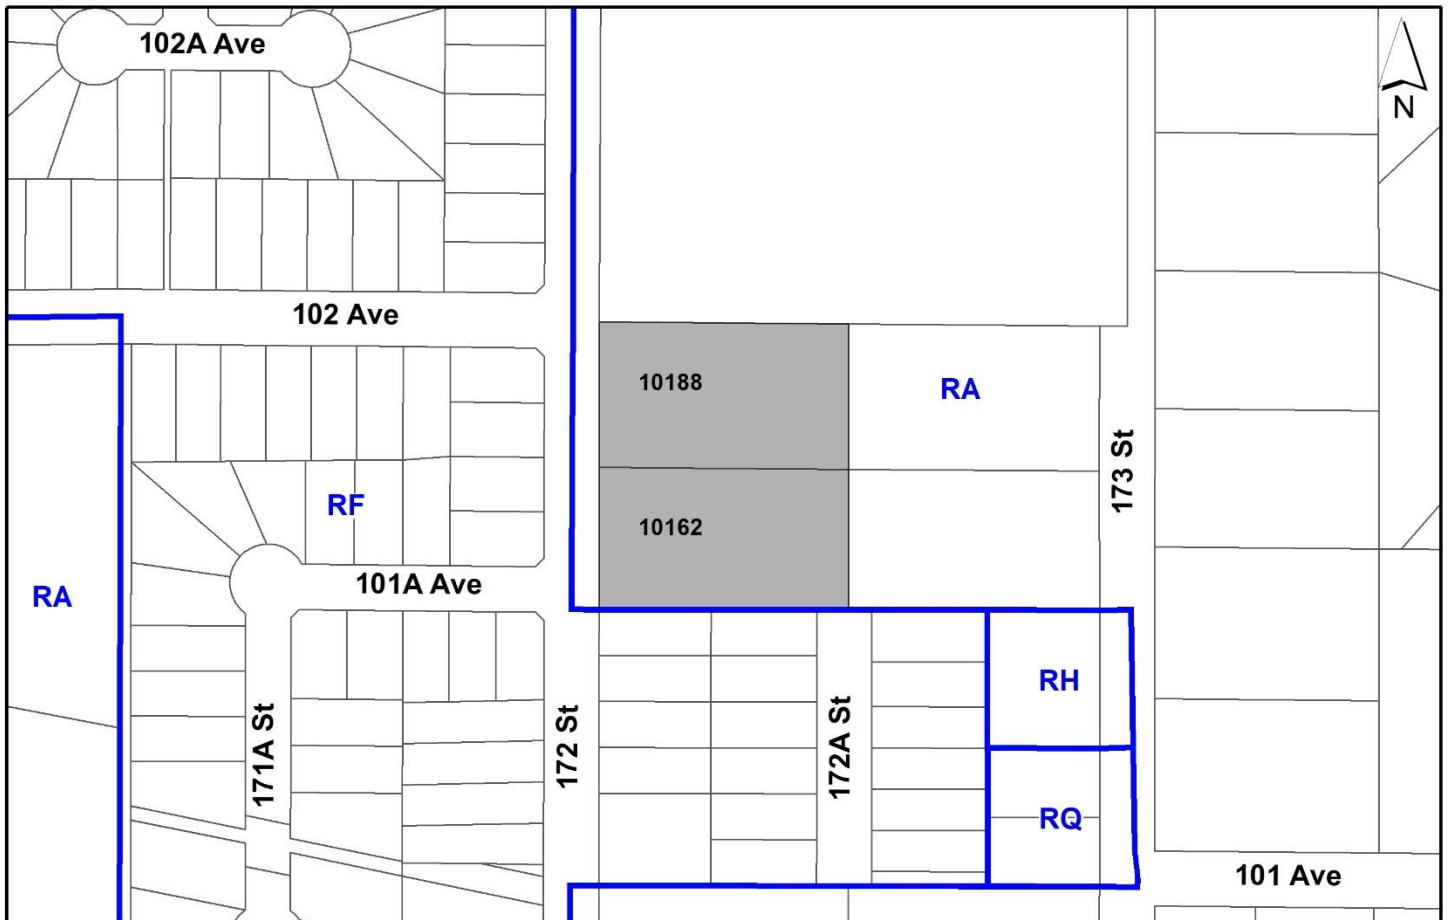 102A Ave
N
102 Ave
10188
RA
173 St
RF
10162
101A Ave
RA
RH
171A St
172 St
172A St
RQ
101 Ave